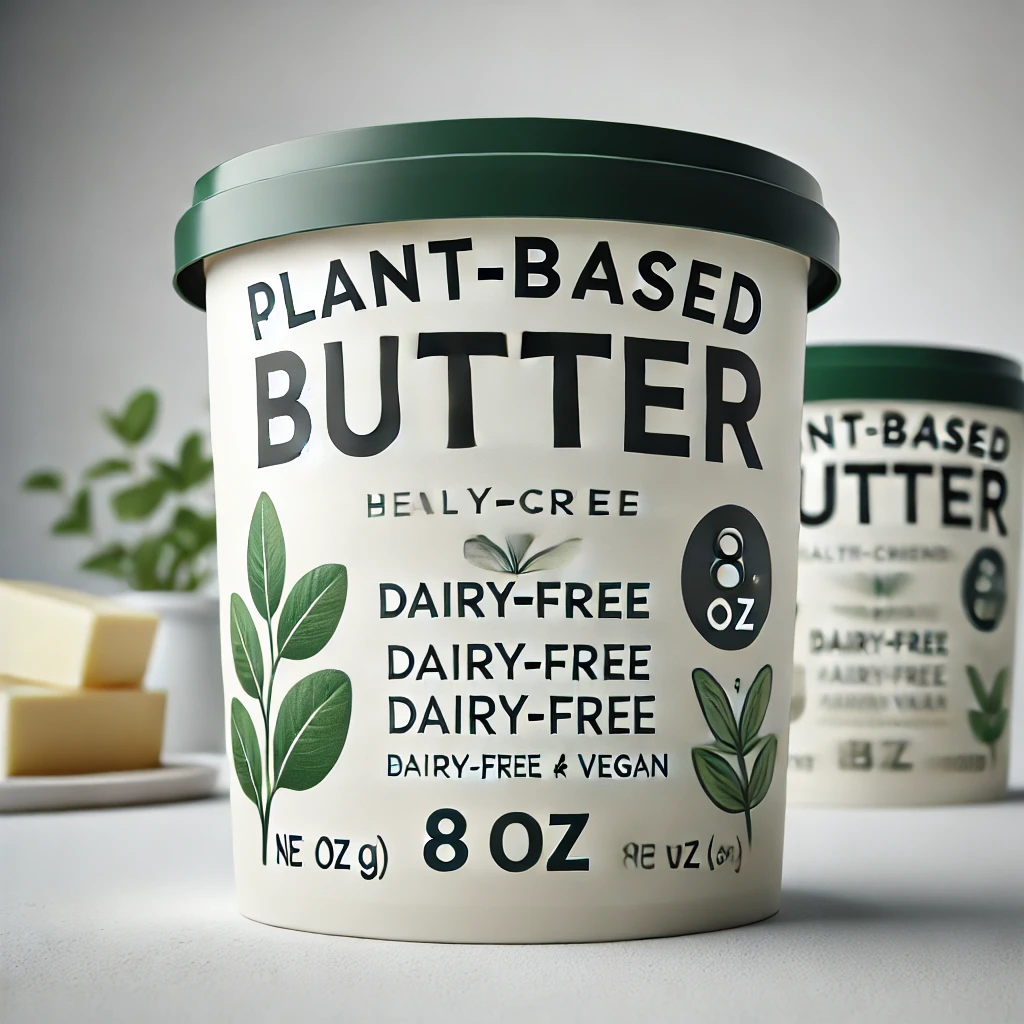 PLANT-BASED
BUTTER
HEALY-CREE
8
OZ
DAIRY-FREE
DAIRY-FREE
DAIRY-FREE
DAIRY-FREE & VEGAN
NE OZ g) 8 OZ
NT-BASED
UTTER
DAIRY-FREE